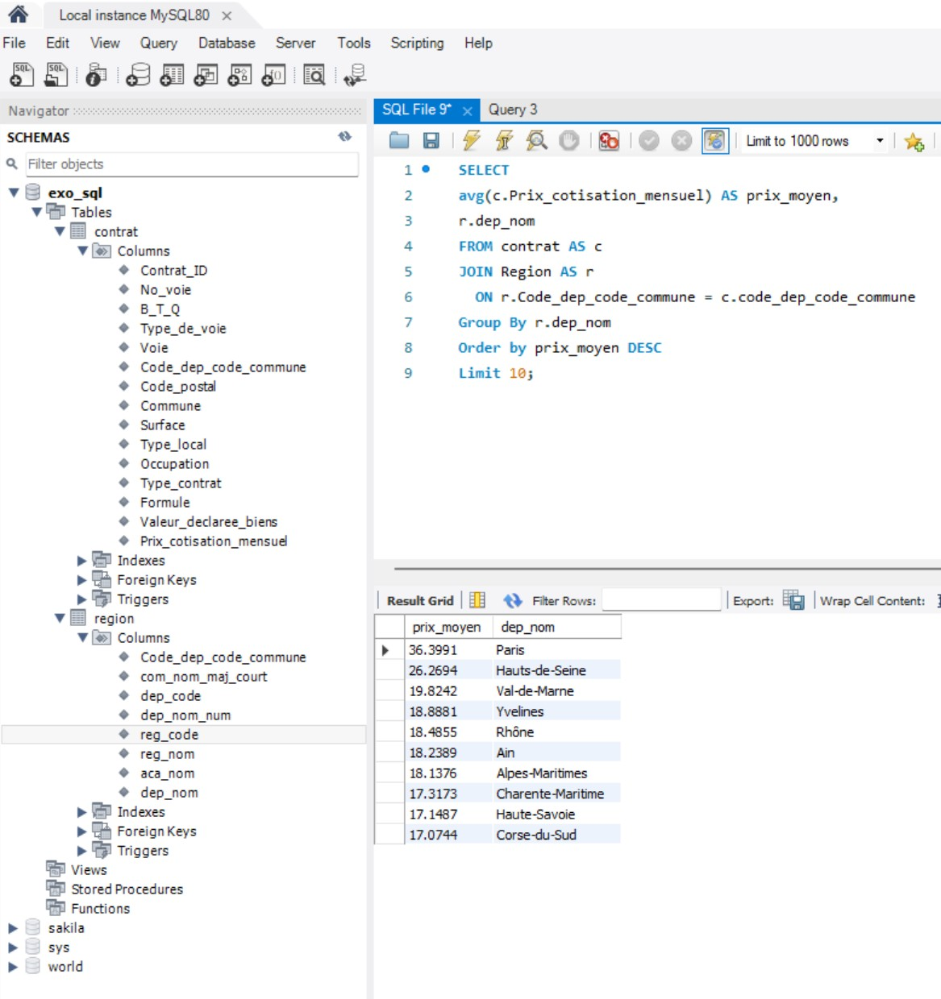 Local instance MySQL80
File Edit View Query Database Server Tools Scripting Help
SQL SQL
Navigator
SCHEMAS
Filter objects
exo_sql
Tables
contrat
Columns
Contrat_ID
No_voie
B_T_Q
Type_de_voie
Voie
Code_dep_code_commune
Code_postal
Commune
Surface
Type_local
Occupation
Type_contrat
Formule
Valeur_declaree_biens
Prix_cotisation_mensuel
Indexes
Foreign Keys
Triggers
region
Columns
Code_dep_code_commune
com_nom_maj_court
dep_code
dep_nom_num
reg_code
reg_nom
aca_nom
dep_nom
Indexes
Foreign Keys
Triggers
Views
Stored Procedures
Functions
sakila
sys
world
SQL File 9* Query 3
Limit to 1000 rows
1 SELECT
2 avg(c.Prix_cotisation_mensuel) AS prix_moyen,
3 r.dep_nom
4 FROM contrat AS c
5 JOIN Region AS r
6 ON r.Code_dep_code_commune = c.code_dep_code_commune
7 Group By r.dep_nom
8 Order by prix_moyen DESC
9 Limit 10;
Result Grid Filter Rows: Export: Wrap Cell Content:
prix_moyen dep_nom
36.3991 Paris
26.2694 Hauts-de-Seine
19.8242 Val-de-Marne
18.8881 Yvelines
18.4855 Rhône
18.2389 Ain
18.1376 Alpes-Maritimes
17.3173 Charente-Maritime
17.1487 Haute-Savoie
17.0744 Corse-du-Sud